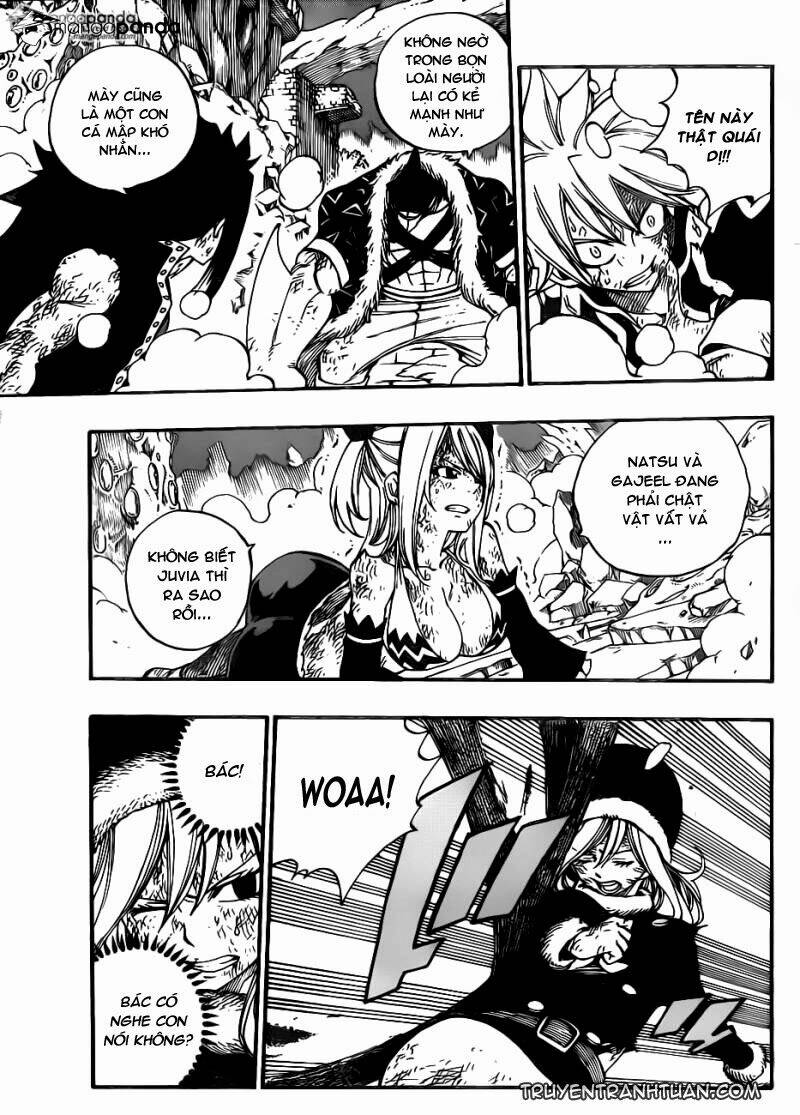 mangapanda
TÊN NÀY
THẬT QUÁI
DỊ!!
KHÔNG NGỜ
TRONG BỌN
LOÀI NGƯỜI
LẠI CÓ KẺ
MẠNH NHƯ
MÀY.
MÀY CŨNG
LÀ MỘT CON
CÁ MẬP KHÓ
NHẰN...
NATSU VÀ
GAJEEL ĐANG
PHẢI CHẬT
VẬT VẤT VẢ
...
KHÔNG BIẾT
JUVIA THÌ
RA SAO
RỒI...
WOAA!
BÁC!
BÁC CÓ
NGHE CON
NÓI KHÔNG?
TRUYENTRANHTUAN.COM